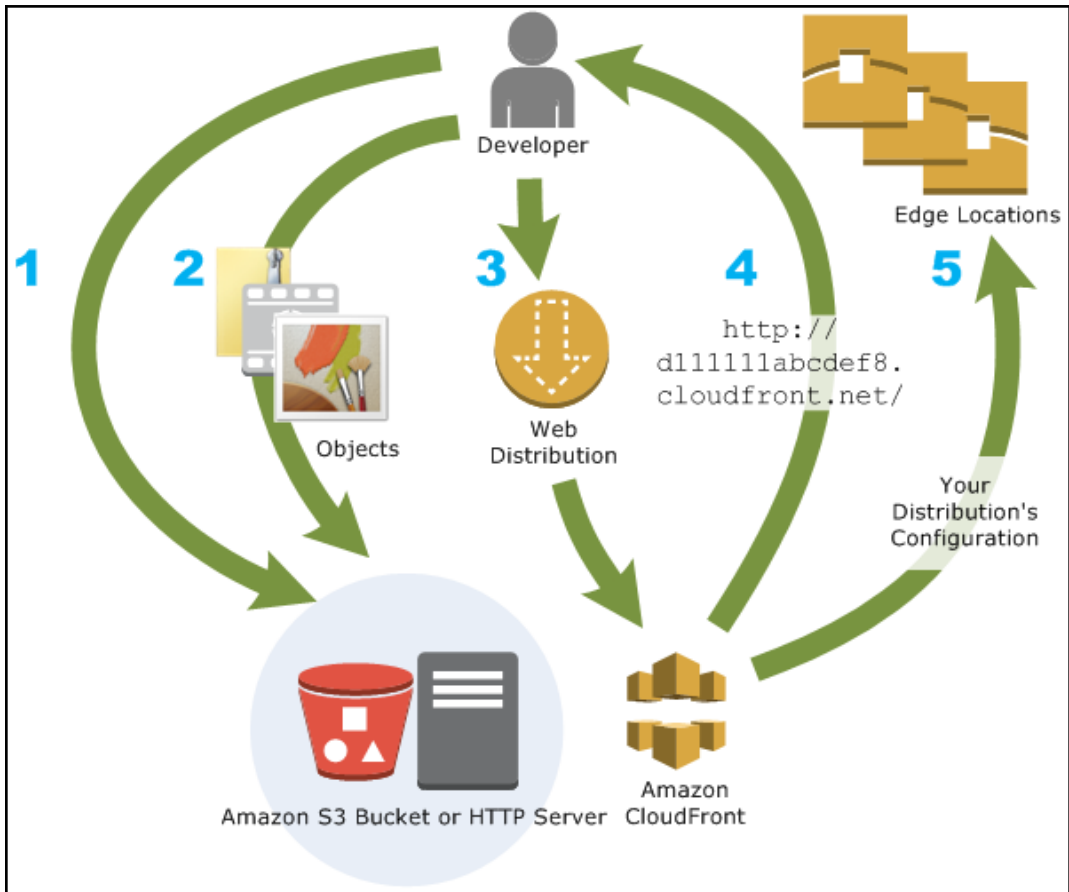 Developer
Edge Locations
1
2
3
4
5
http://
d111111abcdef8.
cloudfront.net/
Objects
Web
Distribution
Your
Distribution's
Configuration
Amazon S3 Bucket or HTTP Server
Amazon
CloudFront